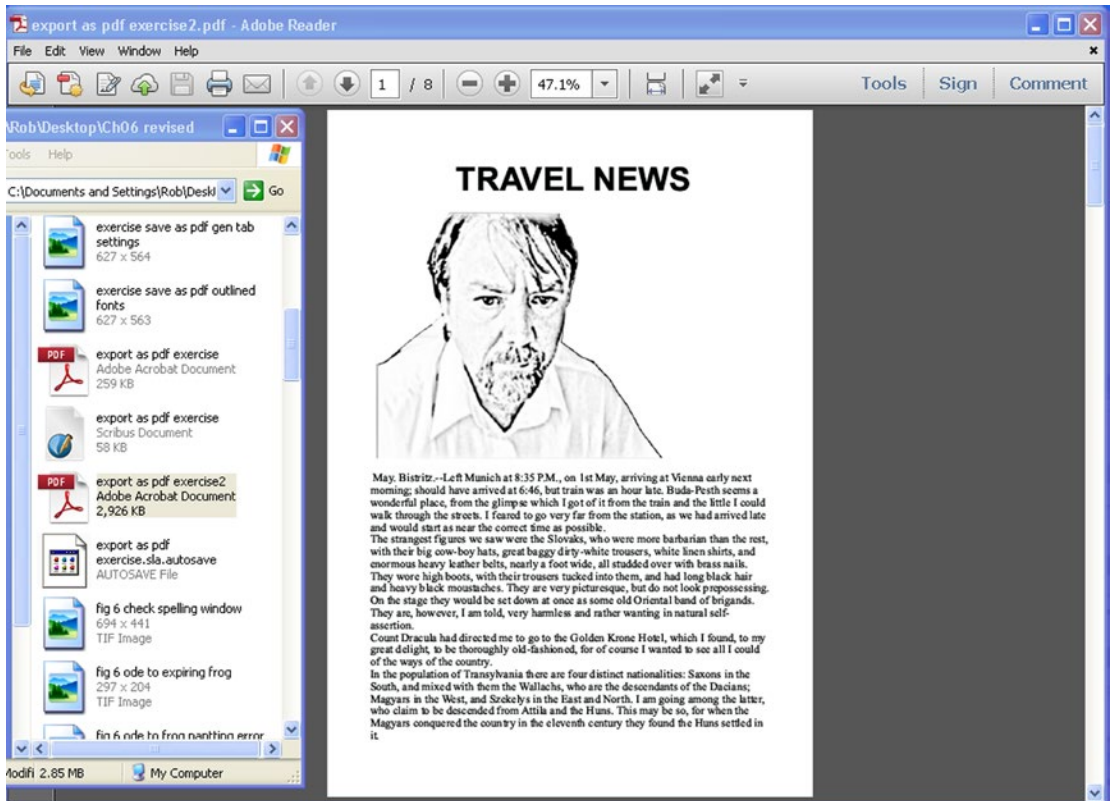 export as pdf exercise2.pdf - Adobe Reader
File Edit View Window Help
1 / 8 47.1% Tools Sign Comment
\Rob\Desktop\Ch06 revised
Tools Help
C:\Documents and Settings\Rob\Deskt Go
exercise save as pdf gen tab
settings
627 x 564
exercise save as pdf outlined
fonts
627 x 563
PDF
export as pdf exercise
Adobe Acrobat Document
259 KB
export as pdf exercise
Scribus Document
58 KB
PDF
export as pdf exercise2
Adobe Acrobat Document
2,926 KB
export as pdf
exercise.sla.autosave
AUTOSAVE File
fig 6 check spelling window
694 x 441
TIF Image
fig 6 ode to expiring frog
297 x 204
TIF Image
fig 6 ode to frog pantting error
Modifi 2.85 MB My Computer
TRAVEL NEWS
May. Bistritz.--Left Munich at 8:35 P.M., on 1st May, arriving at Vienna early next
morning; should have arrived at 6:46, but train was an hour late. Buda-Pesth seems a
wonderful place, from the glimpse which I got of it from the train and the little I could
walk through the streets. I feared to go very far from the station, as we had arrived late
and would start as near the correct time as possible.
The strangest figures we saw were the Slovaks, who were more barbarian than the rest,
with their big cow-boy hats, great baggy dirty-white trousers, white linen shirts, and
enormous heavy leather belts, nearly a foot wide, all studded over with brass nails.
They wore high boots, with their trousers tucked into them, and had long black hair
and heavy black moustaches. They are very picturesque, but do not look prepossessing.
On the stage they would be set down at once as some old Oriental band of brigands.
They are, however, I am told, very harmless and rather wanting in natural self-
assertion.
Count Dracula had directed me to go to the Golden Krone Hotel, which I found, to my
great delight, to be thoroughly old-fashioned, for of course I wanted to see all I could
of the ways of the country.
In the population of Transylvania there are four distinct nationalities: Saxons in the
South, and mixed with them the Wallachs, who are the descendants of the Dacians;
Magyars in the West, and Szekelys in the East and North. I am going among the latter,
who claim to be descended from Attila and the Huns. This may be so, for when the
Magyars conquered the country in the eleventh century they found the Huns settled in
it.